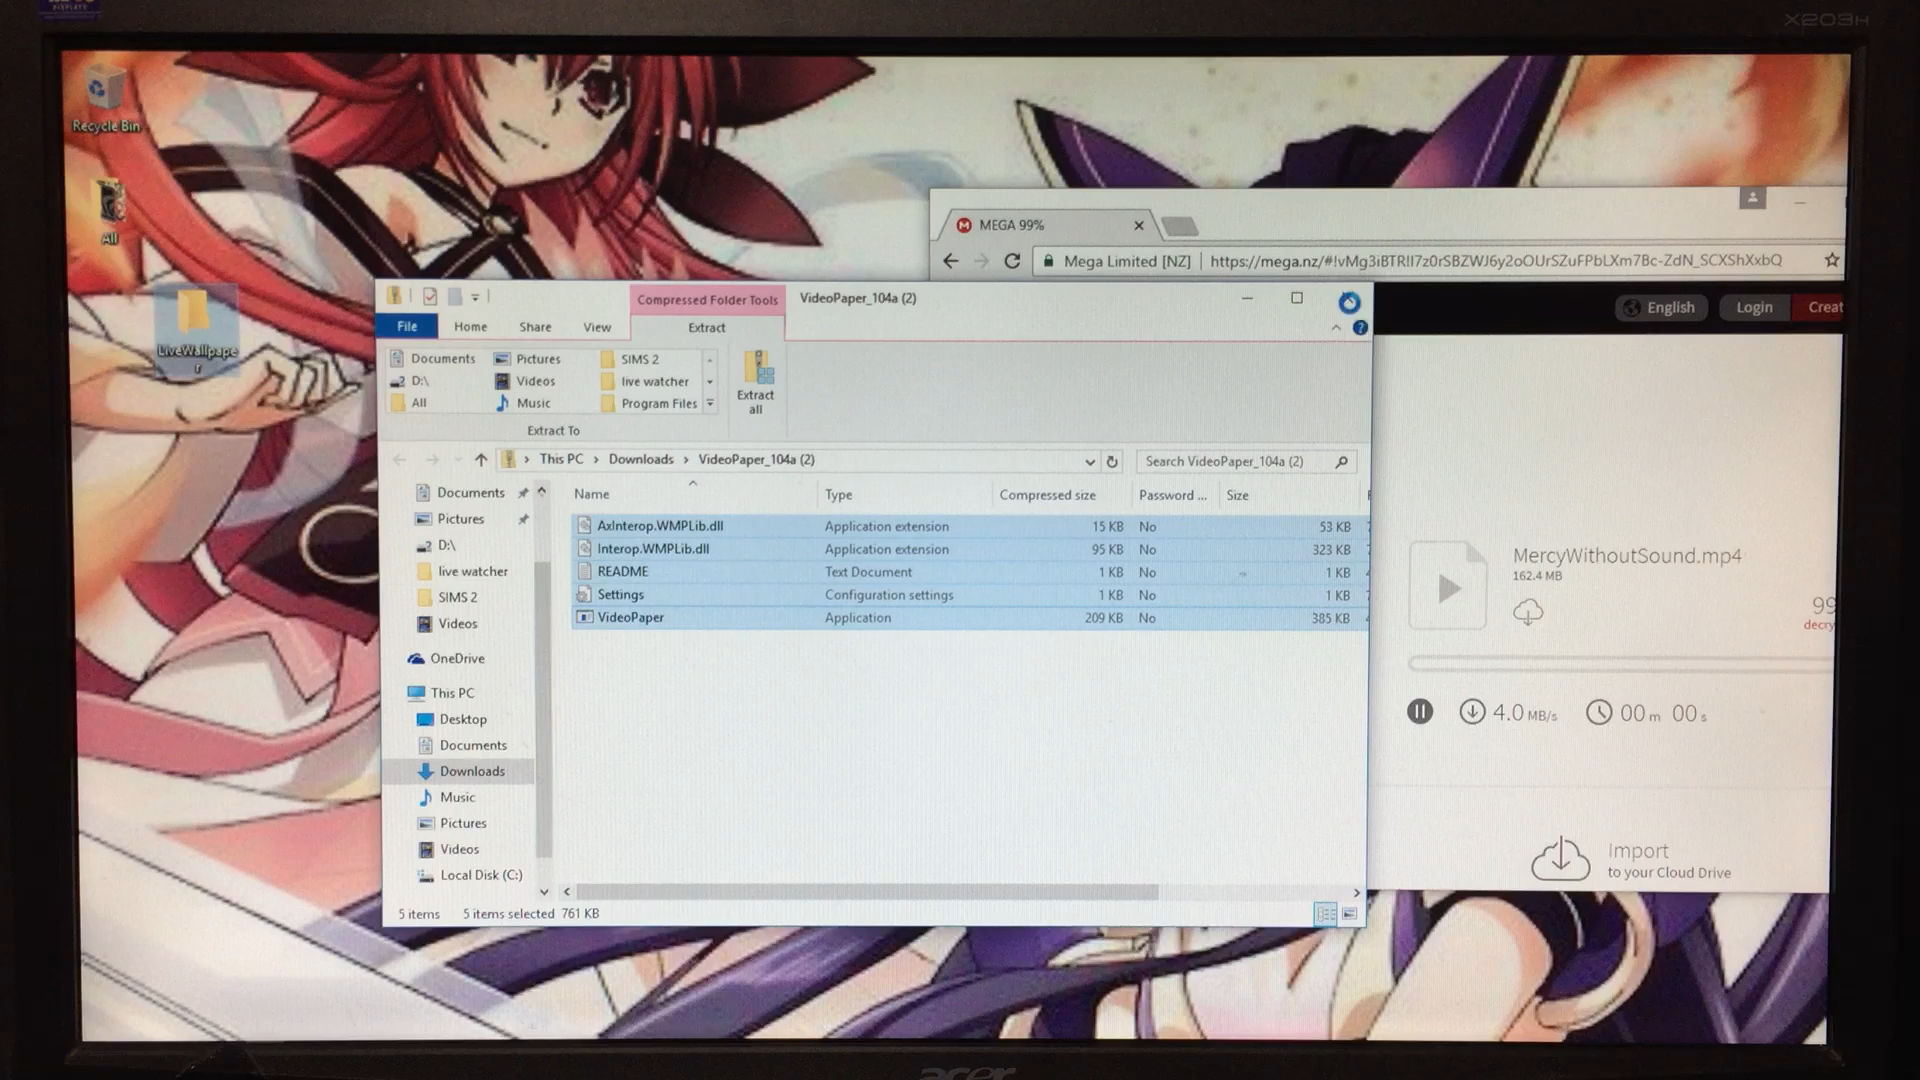 X203H
Recycle Bin
All
LiveWallpape
r
MEGA 99%
Mega Limited [NZ] | https://mega.nz/#!vMg3iBTR!I7z0rSBZWJ6y2oOUrSZuFPbLXm7Bc-ZdN_SCXShXxbQ
English Login Creat
Compressed Folder Tools VideoPaper_104a (2)
File Home Share View Extract
Documents Pictures SIMS 2
D:\ Videos live watcher
All Music Program Files
Extract
all
Extract To
This PC > Downloads > VideoPaper_104a (2)
Search VideoPaper_104a (2)
Documents
Pictures
D:\
live watcher
SIMS 2
Videos
OneDrive
This PC
Desktop
Documents
Downloads
Music
Pictures
Videos
Local Disk (C:)
Name Type Compressed size Password ... Size
AxInterop.WMPLib.dll Application extension 15 KB No 53 KB
Interop.WMPLib.dll Application extension 95 KB No 323 KB
README Text Document 1 KB No 1 KB
Settings Configuration settings 1 KB No 1 KB
VideoPaper Application 209 KB No 385 KB
5 items 5 items selected 761 KB
MercyWithoutSound.mp4
162.4 MB
99
decry
4.0 MB/s 00 m 00 s
Import
to your Cloud Drive
acer